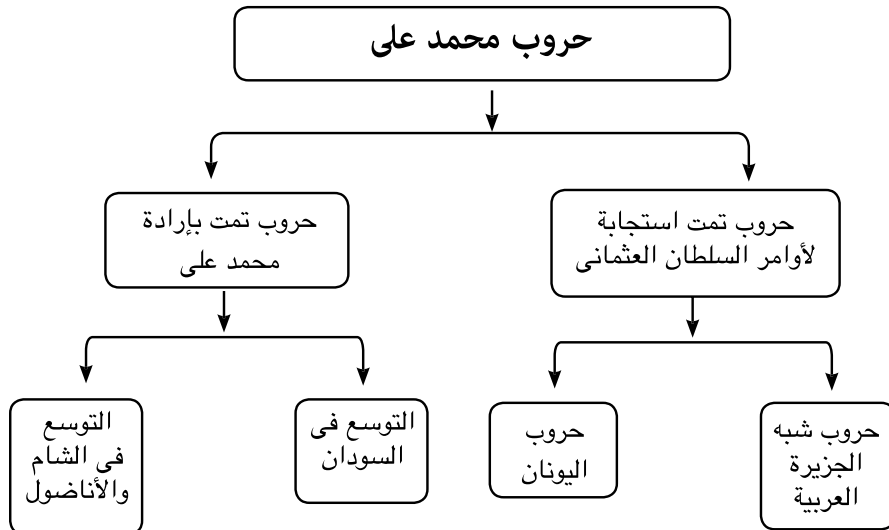 حروب محمد على
حروب تمت استجابة
لأوامر السلطان العثمانى
حروب تمت بإرادة
محمد على
حروب شبه
الجزيرة
العربية
حروب
اليونان
التوسع فى
السودان
التوسع
فى الشام
والأناضول